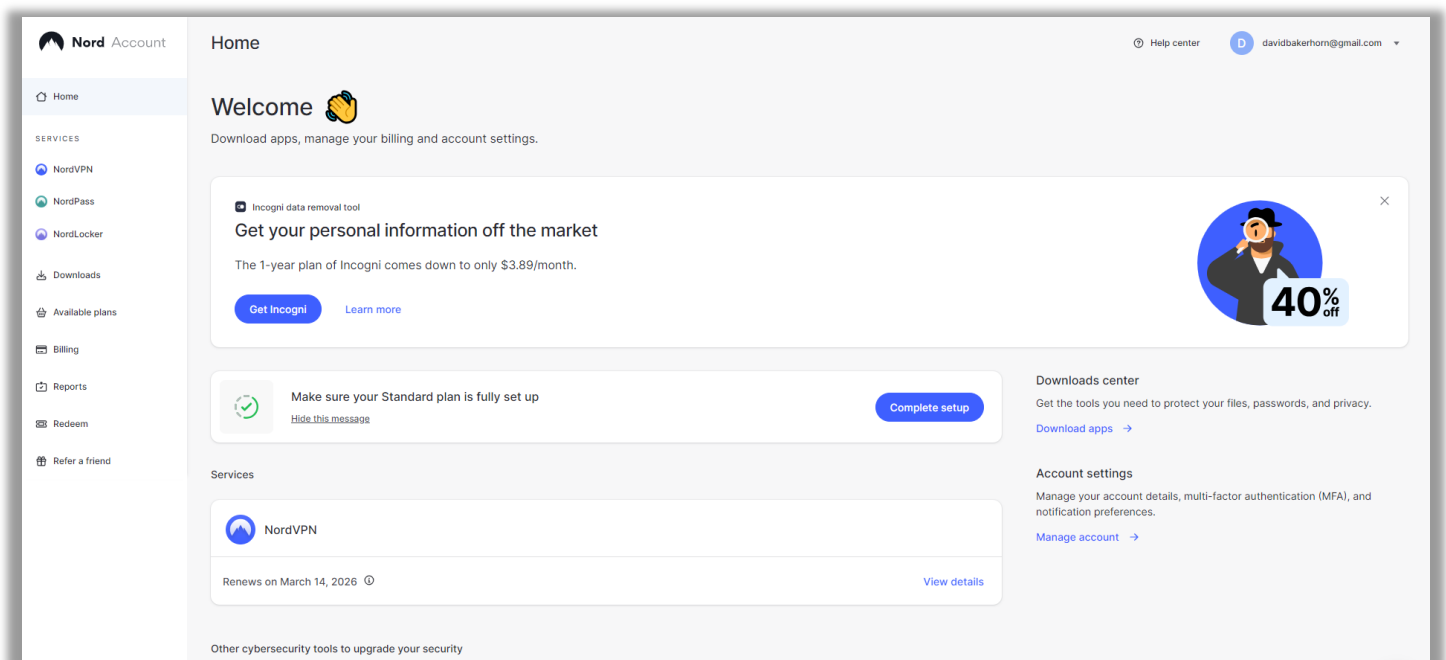 Nord Account
Home
Help center
D
davidbakerhorn@gmail.com
Home
SERVICES
NordVPN
NordPass
NordLocker
Downloads
Available plans
Billing
Reports
Redeem
Refer a friend
Welcome 👋
Download apps, manage your billing and account settings.
Incogni data removal tool
Get your personal information off the market
The 1-year plan of Incogni comes down to only $3.89/month.
Get Incogni
Learn more
40% off
Make sure your Standard plan is fully set up
Hide this message
Complete setup
Services
NordVPN
Renews on March 14, 2026
View details
Other cybersecurity tools to upgrade your security
Downloads center
Get the tools you need to protect your files, passwords, and privacy.
Download apps →
Account settings
Manage your account details, multi-factor authentication (MFA), and
notification preferences.
Manage account →